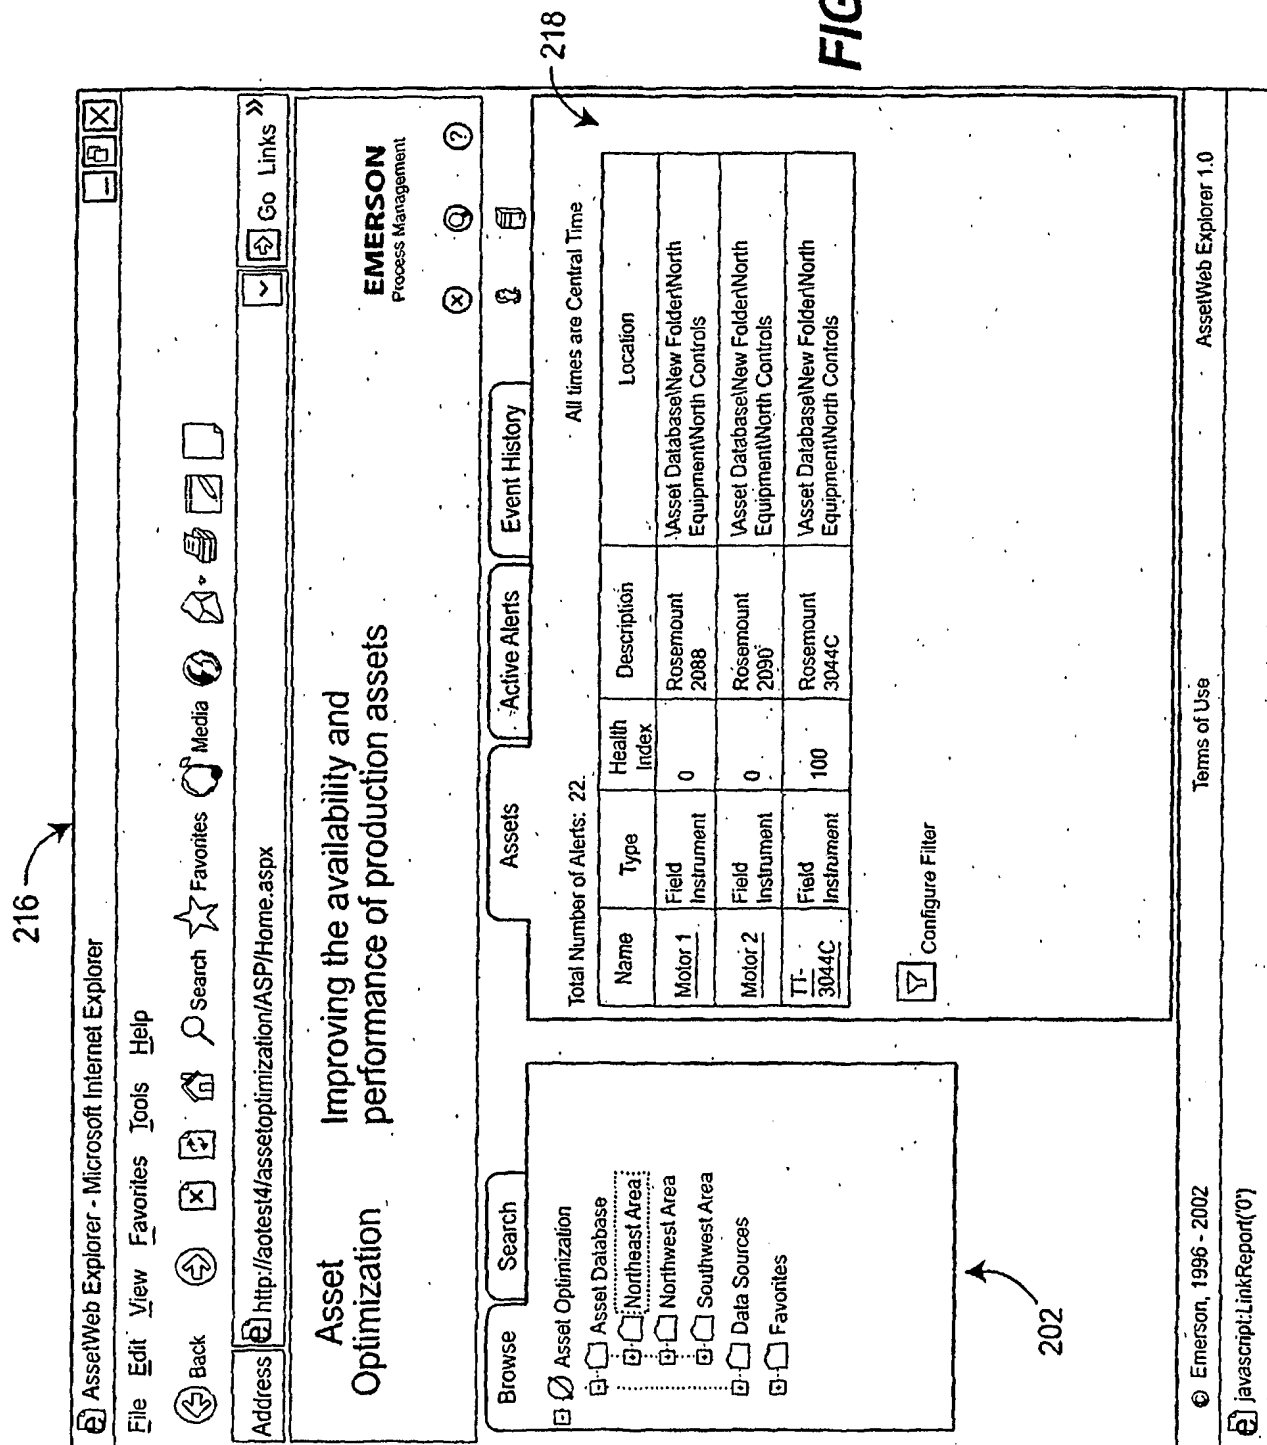 216
AssetWeb Explorer - Microsoft Internet Explorer
File Edit View Favorites Tools Help
Back Search Favorites Media
Address http://aotest4/assetoptimization/ASP/Home.aspx Go Links »
Asset
Optimization
Improving the availability and
performance of production assets
EMERSON
Process Management
Browse Search
Assets Active Alerts Event History
Asset Optimization
Asset Database
Northeast Area
Northwest Area
Southwest Area
Data Sources
Favorites
202
Total Number of Alerts: 22 All times are Central Time
218
Name Type Health Index Description Location
Motor 1 Field Instrument 0 Rosemount 2088 \Asset Database\New Folder\North Equipment\North Controls
Motor 2 Field Instrument 0 Rosemount 2090 \Asset Database\New Folder\North Equipment\North Controls
TT-3044C Field Instrument 100 Rosemount 3044C \Asset Database\New Folder\North Equipment\North Controls
Configure Filter
© Emerson, 1996 - 2002 Terms of Use AssetWeb Explorer 1.0
javascript:LinkReport('0')
FIG